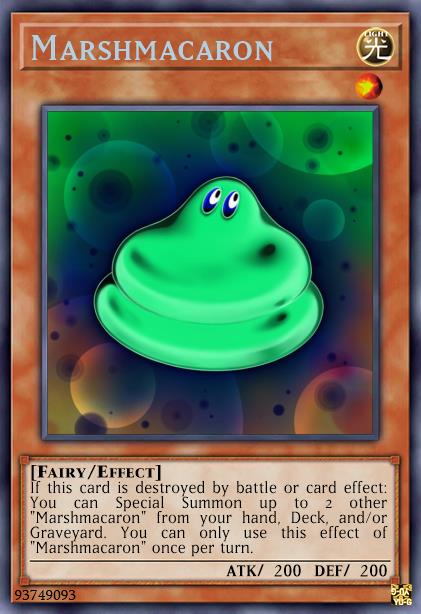 Marshmacaron
LIGHT
光
[Fairy/Effect]
If this card is destroyed by battle or card effect:
You can Special Summon up to 2 other
"Marshmacaron" from your hand, Deck, and/or
Graveyard. You can only use this effect of
"Marshmacaron" once per turn.
ATK/ 200 DEF/ 200
93749093